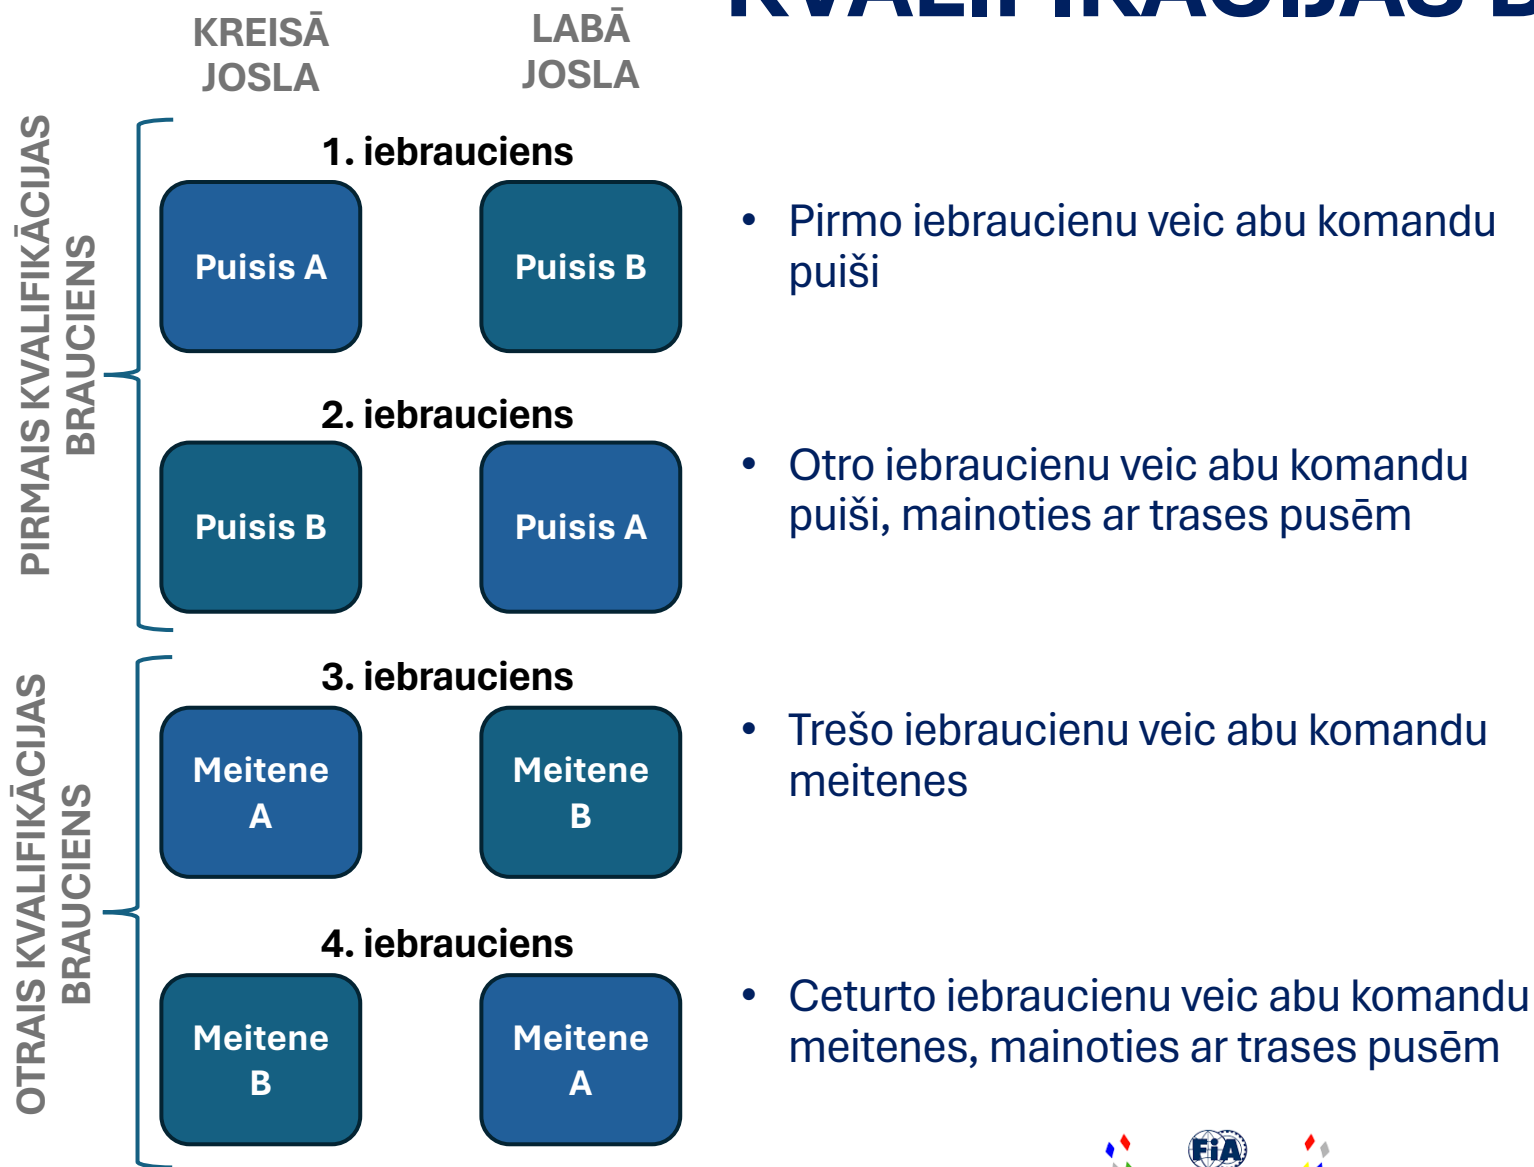 KVALIFIKĀCIJAS
KREISĀ
JOSLA
LABĀ
JOSLA
PIRMAIS KVALIFIKĀCIJAS
BRAUCIENS
1. iebrauciens
Puisis A
Puisis B
• Pirmo iebraucienu veic abu komandu
puiši
2. iebrauciens
Puisis B
Puisis A
• Otro iebraucienu veic abu komandu
puiši, mainoties ar trases pusēm
OTRAIS KVALIFIKĀCIJAS
BRAUCIENS
3. iebrauciens
Meitene
A
Meitene
B
• Trešo iebraucienu veic abu komandu
meitenes
4. iebrauciens
Meitene
B
Meitene
A
• Ceturto iebraucienu veic abu komandu
meitenes, mainoties ar trases pusēm
FiA